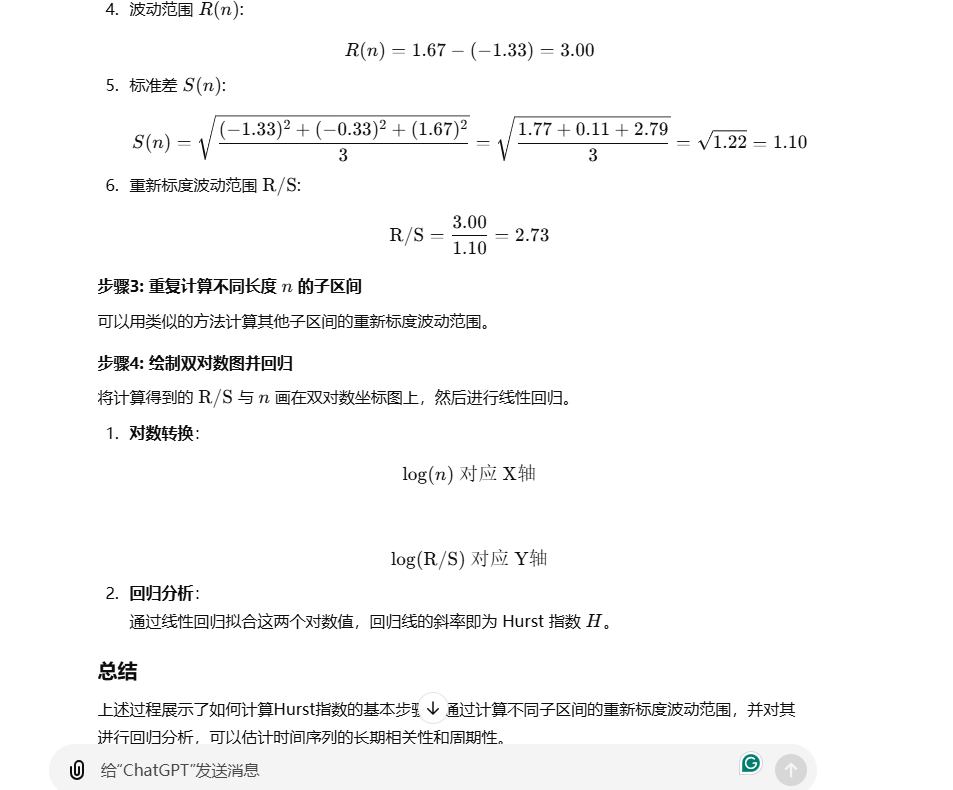 4. 波动范围 R(n):
R(n) = 1.67 − (−1.33) = 3.00
5. 标准差 S(n):
S(n) = √(((−1.33)² + (−0.33)² + (1.67)²)/3) = √((1.77 + 0.11 + 2.79)/3) = √1.22 = 1.10
6. 重新标度波动范围 R/S:
R/S = 3.00/1.10 = 2.73
步骤3: 重复计算不同长度 n 的子区间
可以用类似的方法计算其他子区间的重新标度波动范围。
步骤4: 绘制双对数图并回归
将计算得到的 R/S 与 n 画在双对数坐标图上，然后进行线性回归。
1. 对数转换：
log(n) 对应 X轴
log(R/S) 对应 Y轴
2. 回归分析：
通过线性回归拟合这两个对数值，回归线的斜率即为 Hurst 指数 H。
总结
上述过程展示了如何计算Hurst指数的基本步 通过计算不同子区间的重新标度波动范围，并对其
进行回归分析，可以估计时间序列的长期相关性和周期性。
给“ChatGPT”发送消息